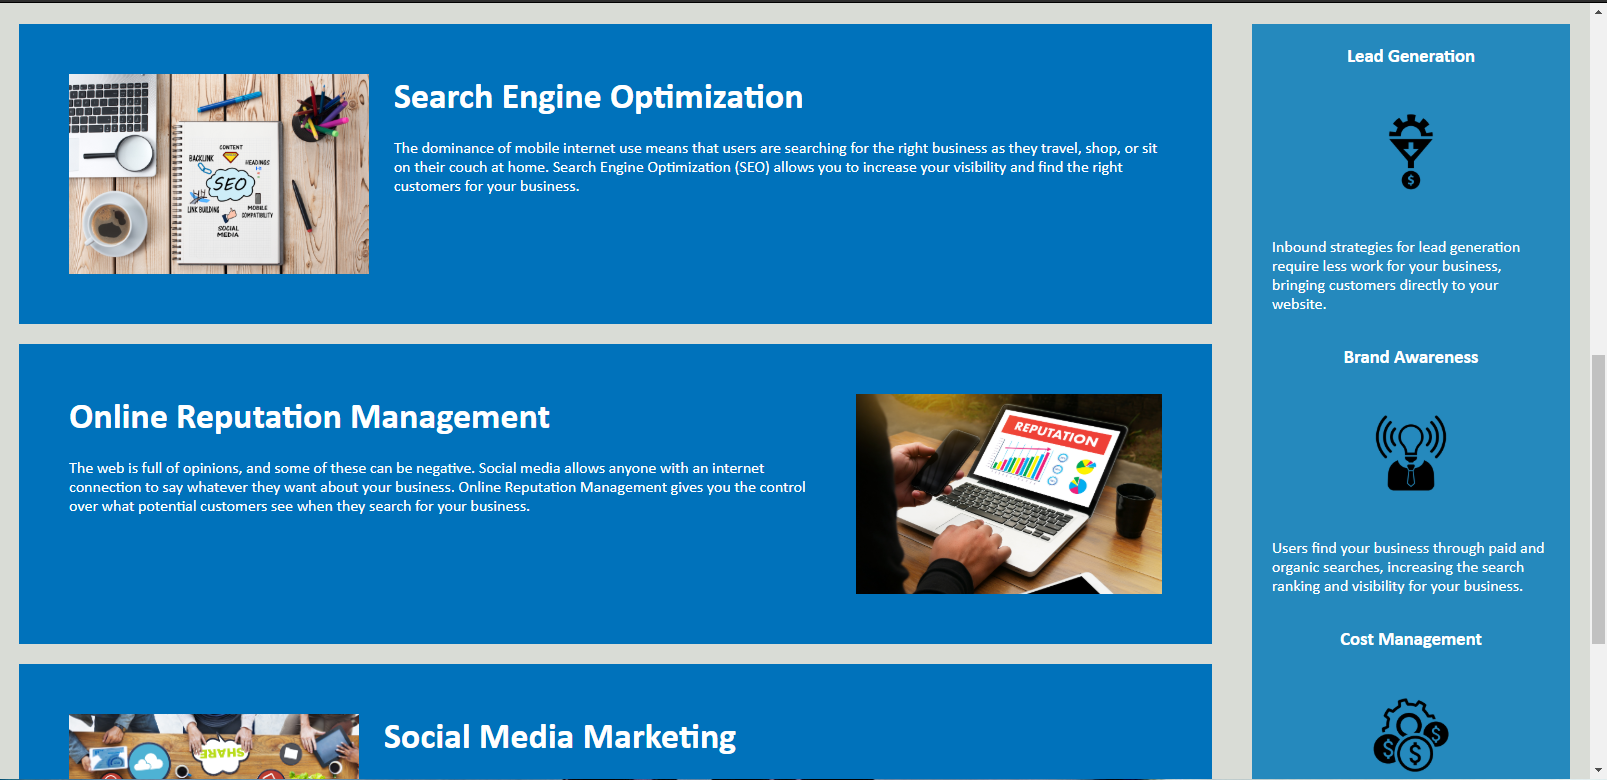 Search Engine Optimization
The dominance of mobile internet use means that users are searching for the right business as they travel, shop, or sit
on their couch at home. Search Engine Optimization (SEO) allows you to increase your visibility and find the right
customers for your business.
CONTENT
BACKLINK
HEADINGS
SEO
LINK BUILDING
MOBILE
COMPATIBILITY
SOCIAL
MEDIA
Online Reputation Management
The web is full of opinions, and some of these can be negative. Social media allows anyone with an internet
connection to say whatever they want about your business. Online Reputation Management gives you the control
over what potential customers see when they search for your business.
REPUTATION
Social Media Marketing
SHARE
Lead Generation
$
Inbound strategies for lead generation
require less work for your business,
bringing customers directly to your
website.
Brand Awareness
Users find your business through paid and
organic searches, increasing the search
ranking and visibility for your business.
Cost Management
$ $ $